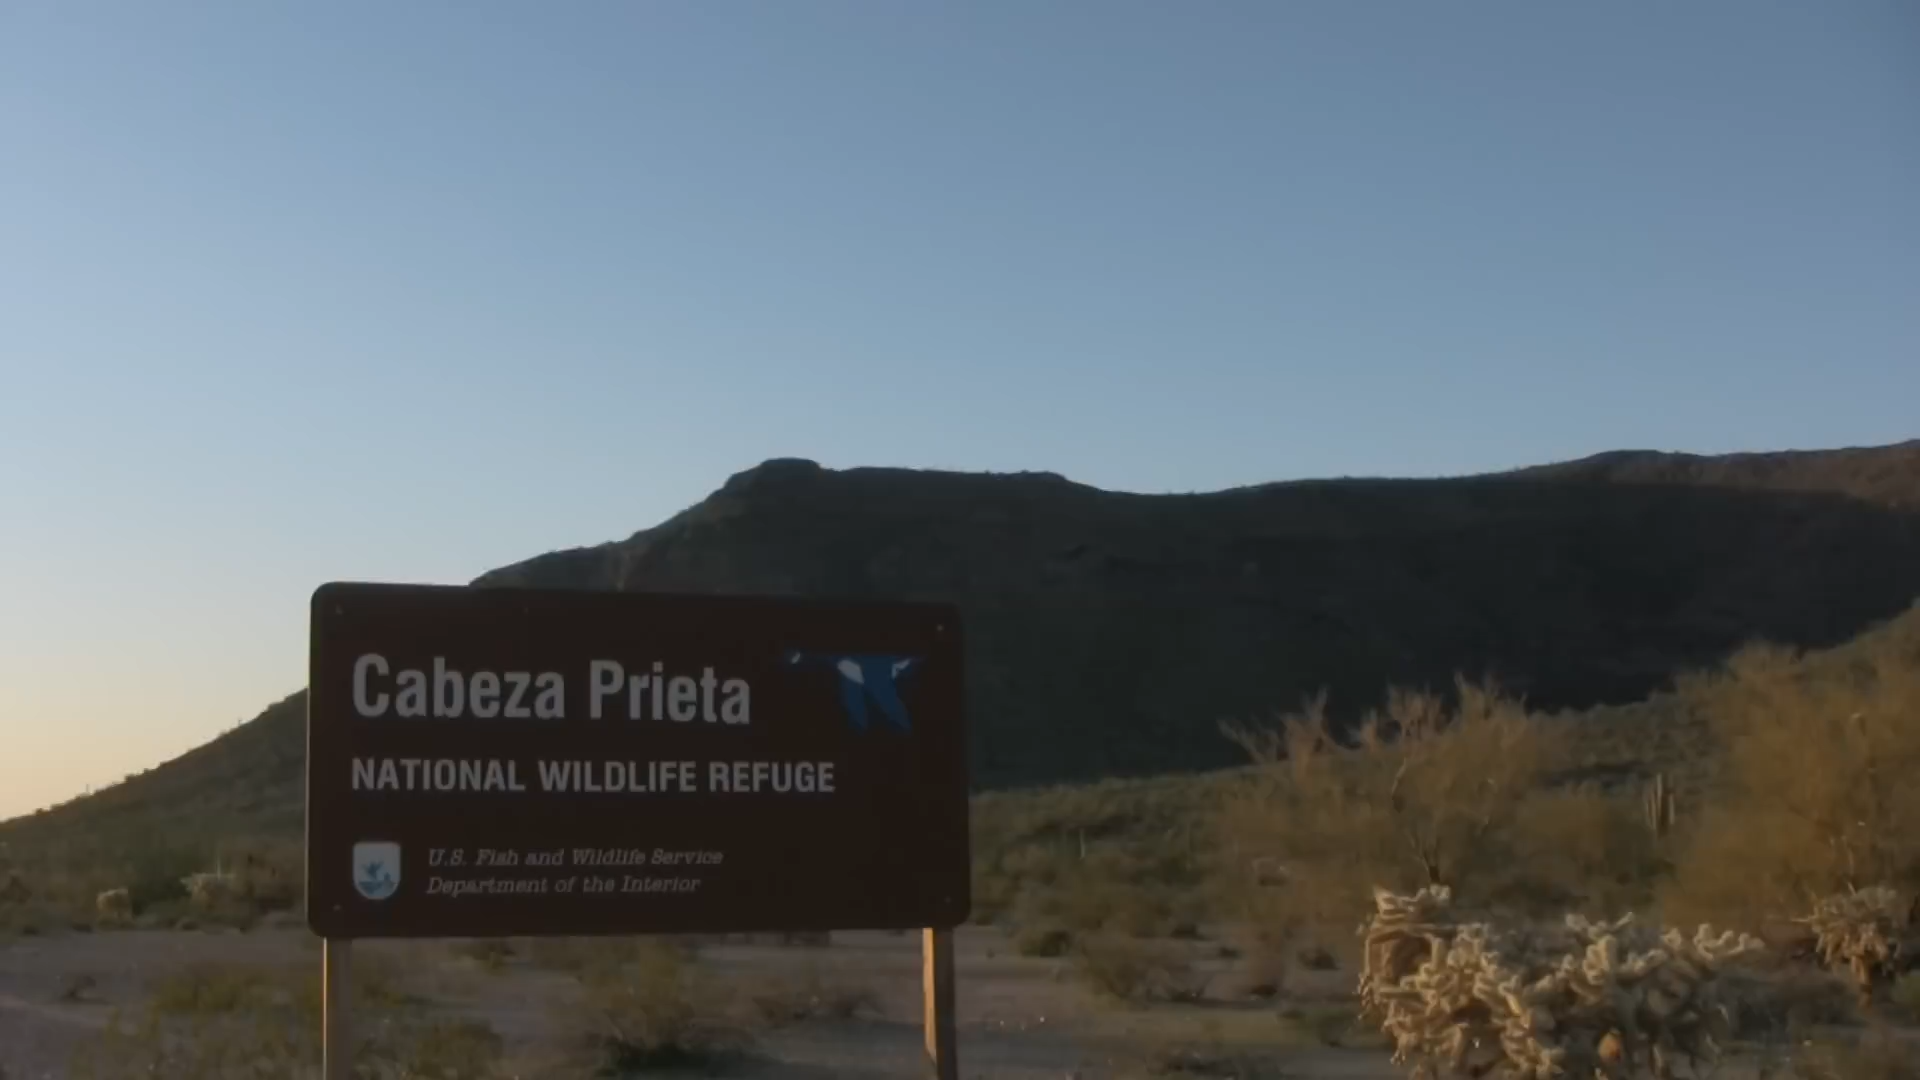 Cabeza Prieta
NATIONAL WILDLIFE REFUGE
U.S. Fish and Wildlife Service
Department of the Interior